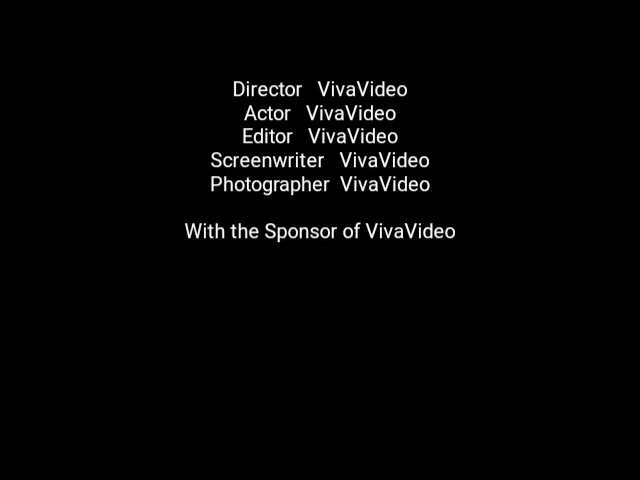 Director VivaVideo
Actor VivaVideo
Editor VivaVideo
Screenwriter VivaVideo
Photographer VivaVideo
With the Sponsor of VivaVideo